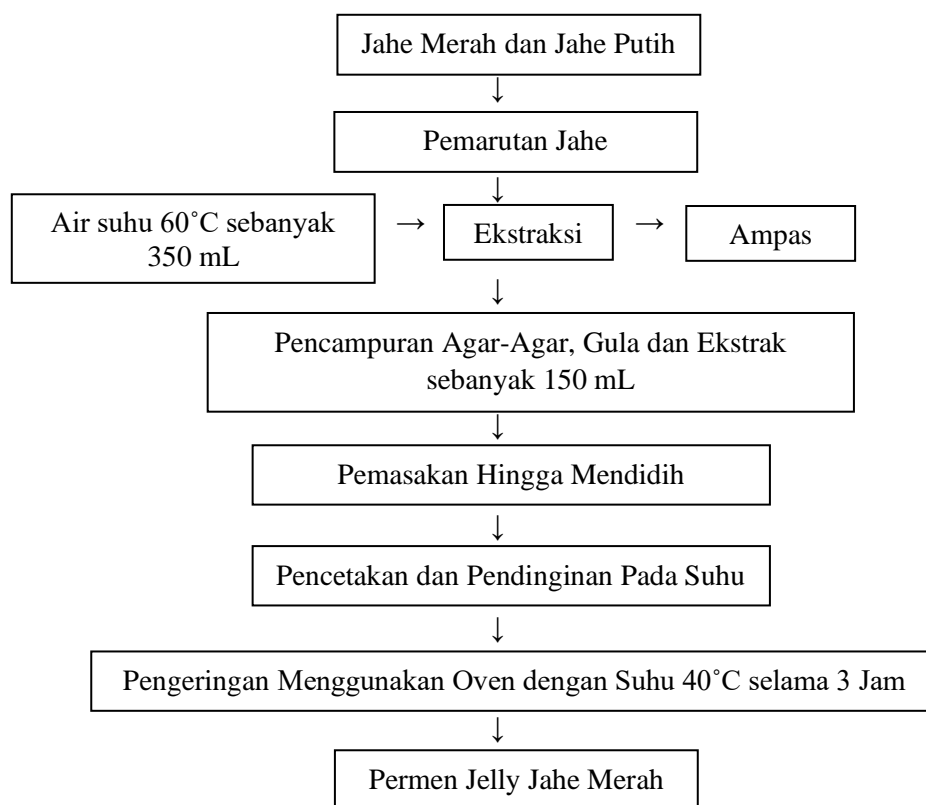 Jahe Merah dan Jahe Putih
↓
Pemarutan Jahe
↓
Air suhu 60˚C sebanyak
350 mL
→
Ekstraksi
→
Ampas
↓
Pencampuran Agar-Agar, Gula dan Ekstrak
sebanyak 150 mL
↓
Pemasakan Hingga Mendidih
↓
Pencetakan dan Pendinginan Pada Suhu
↓
Pengeringan Menggunakan Oven dengan Suhu 40˚C selama 3 Jam
↓
Permen Jelly Jahe Merah